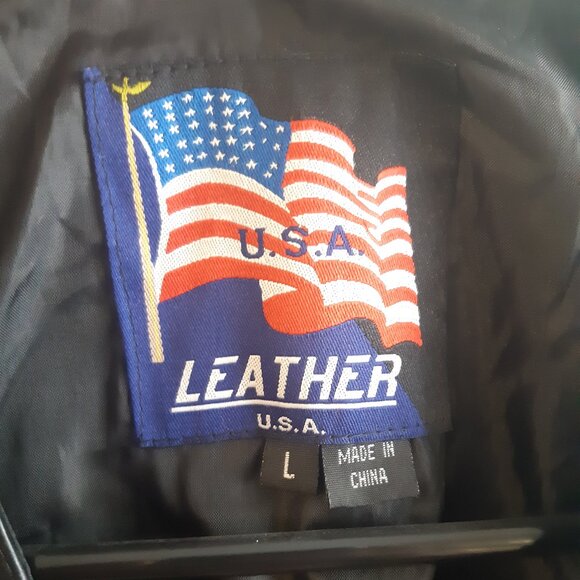 U.S.A.
LEATHER
U.S.A.
L
MADE IN
CHINA